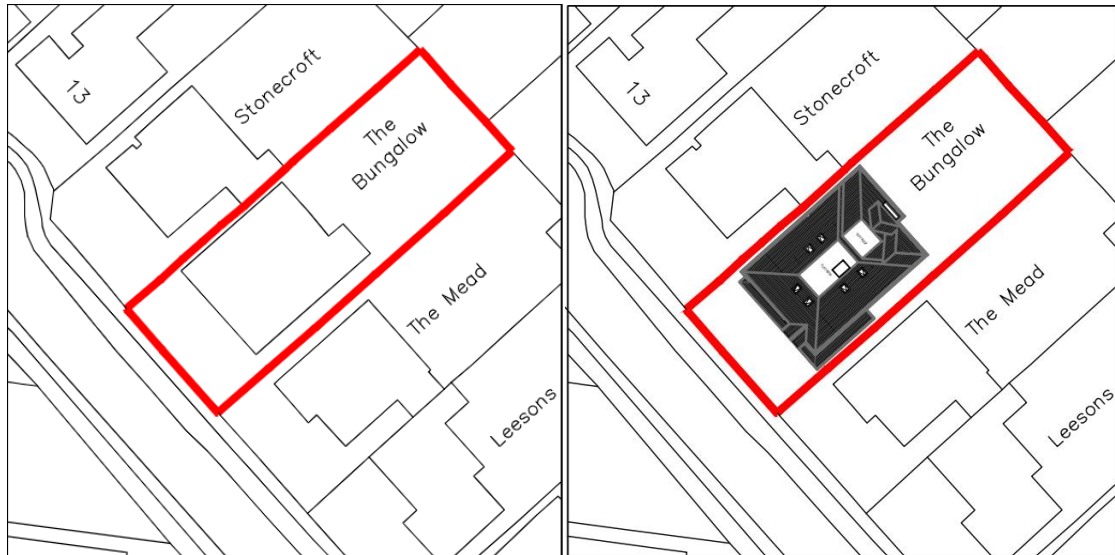 13
Stonecroft
The
Bungalow
The Mead
Leesons
13
Stonecroft
The
Bungalow
The Mead
Leesons